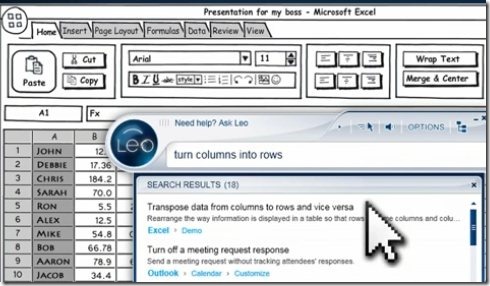 Presentation for my boss - Microsoft Excel
Home Insert Page Layout Formulas Data Review View
Paste
Cut
Copy
Arial 11
B I U abc style
Wrap Text
Merge & Center
A1 Fx
A B
1 JOHN 12.
2 DEBBIE 17.36
3 CHRIS 184.2
4 SARAH 70.0
5 RON 5.5
6 ALEX 12.5
7 MIKE 54.8
8 BOB 66.78
9 AARON 78.9
10 JACOB 34.4
Need help? Ask Leo
OPTIONS
Leo
turn columns into rows
SEARCH RESULTS (18)
Transpose data from columns to rows and vice versa
Rearrange the way information is displayed in a table so that rows columns and colu...
Excel > Demo
Turn off a meeting request response
Send a meeting request without tracking attendees' responses.
Outlook > Calendar > Customize